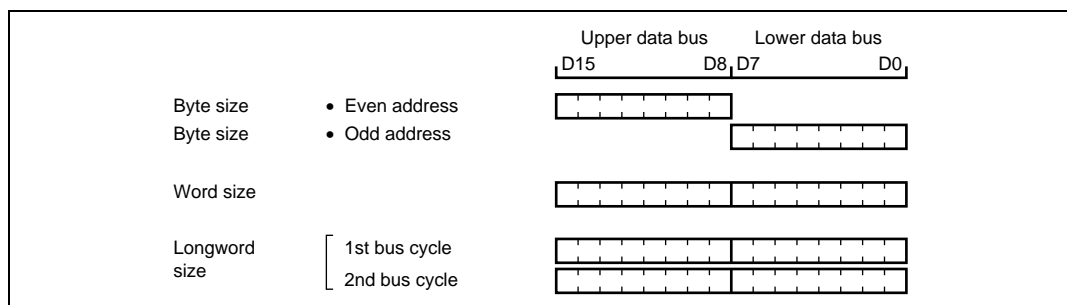 Upper data bus Lower data bus
D15 D8 D7 D0
Byte size • Even address
Byte size • Odd address
Word size
Longword size 1st bus cycle
2nd bus cycle